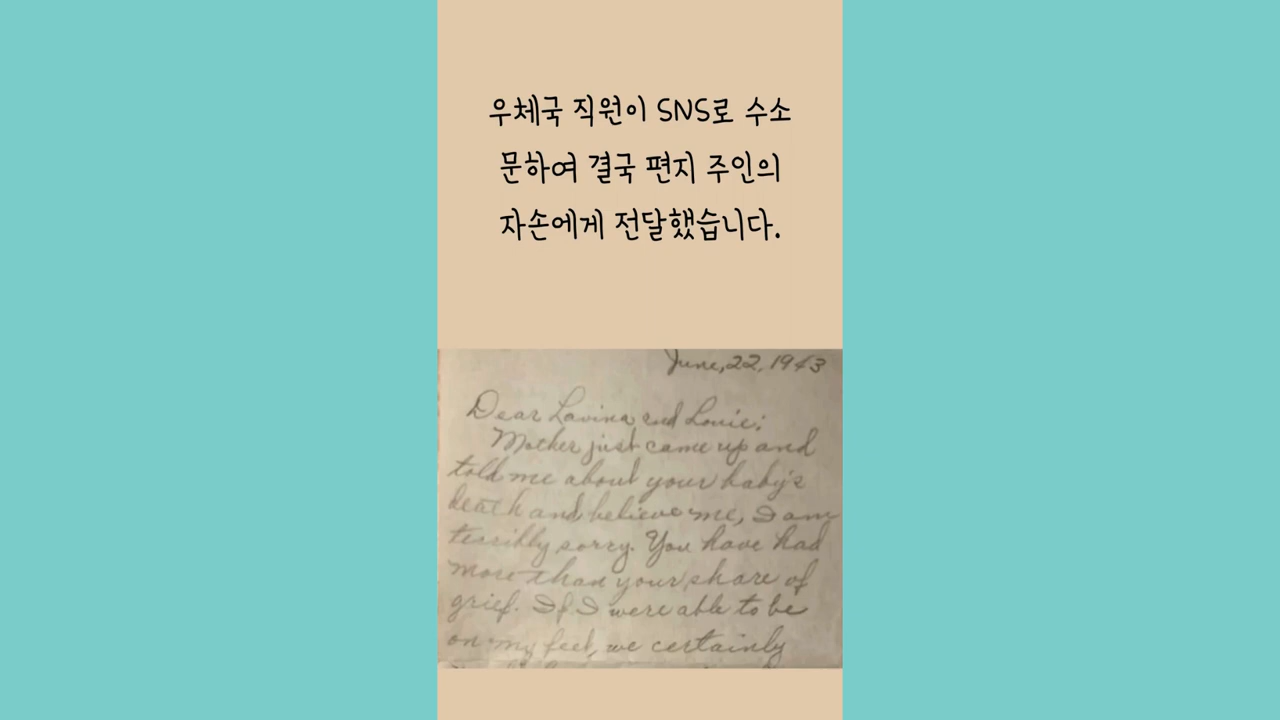 우체국 직원이 SNS로 수소
문하여 결국 편지 주인의
자손에게 전달했습니다.
June, 22, 1943
Dear Lavina and Louie:
Mother just came up and
told me about your baby's
death and believe me, I am
terribly sorry. You have had
more than your share of
grief. If I were able to be
on my feet, we certainly